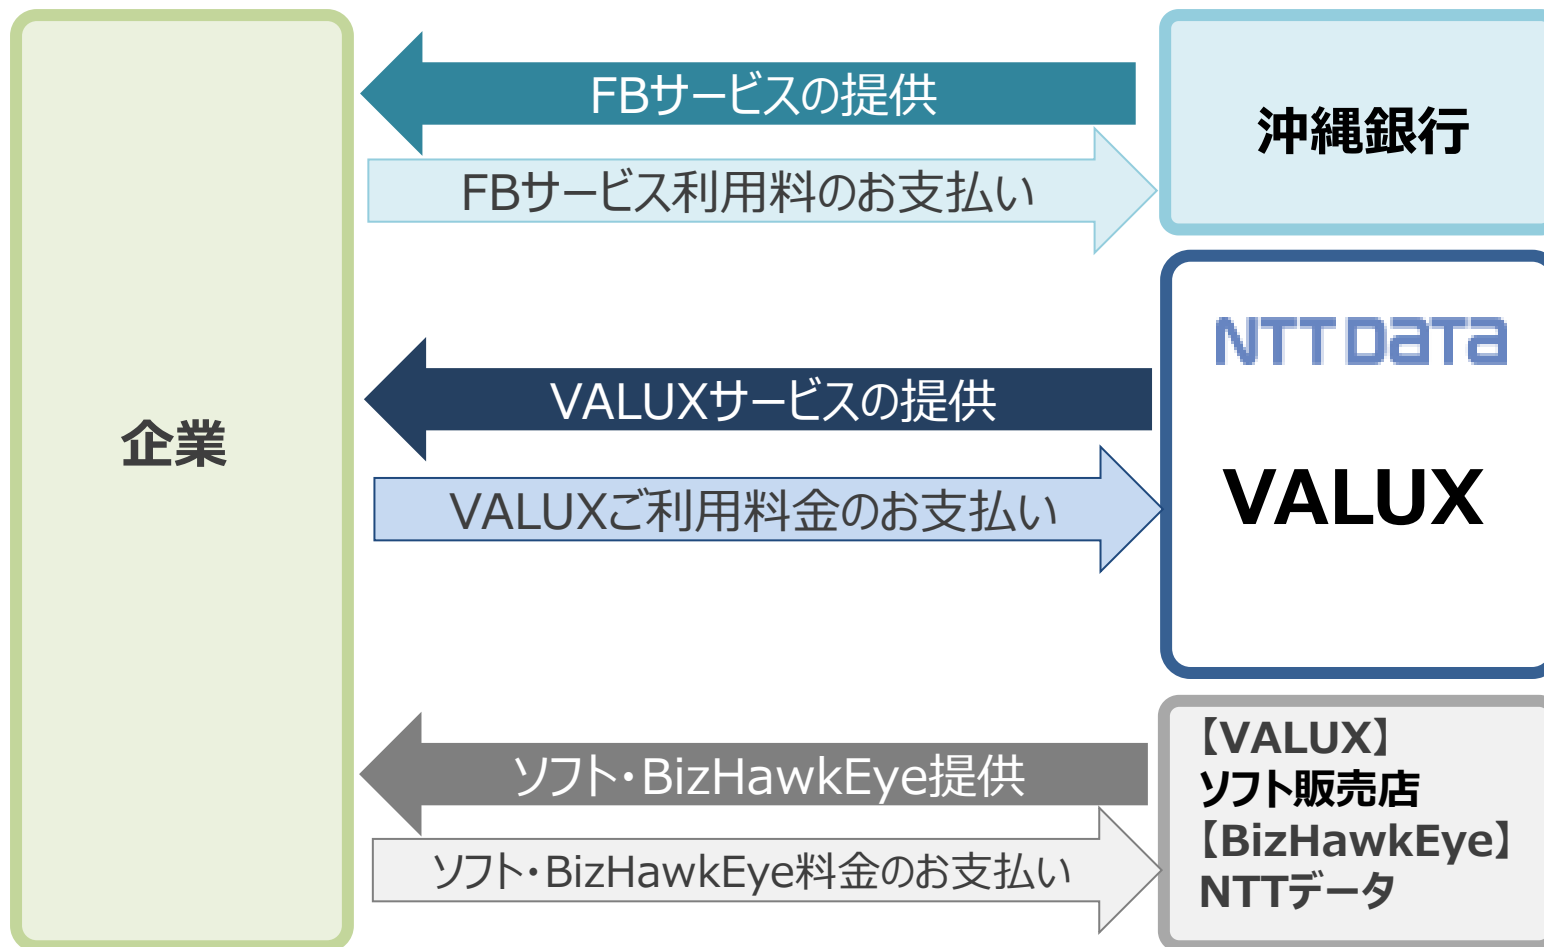 FBサービスの提供
沖縄銀行
FBサービス利用料のお支払い
NTT DATA
VALUXサービスの提供
企業
VALUX
VALUXご利用料金のお支払い
ソフト・BizHawkEye提供
ソフト・BizHawkEye料金のお支払い
【VALUX】
ソフト販売店
【BizHawkEye】
NTTデータ